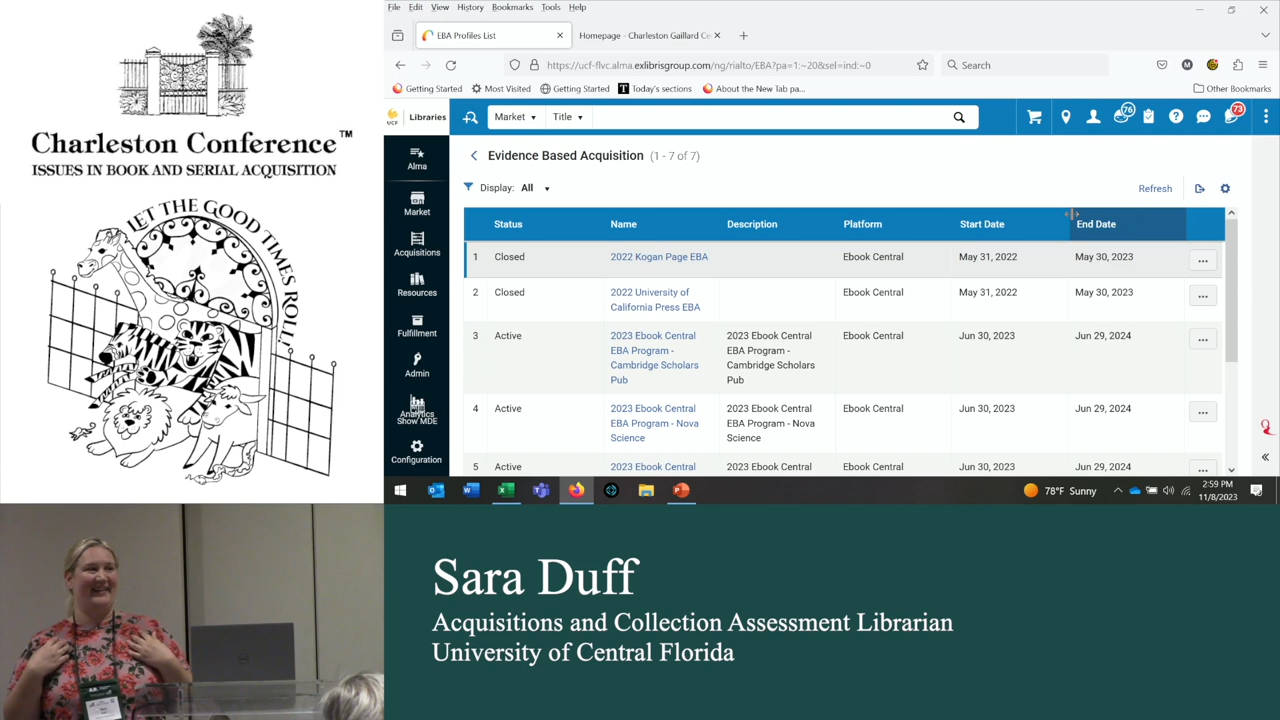 Charleston Conference™
ISSUES IN BOOK AND SERIAL ACQUISITION
LET THE GOOD TIMES ROLL!
File Edit View History Bookmarks Tools Help
EBA Profiles List
Homepage - Charleston Gaillard Ce
https://ucf-flvc.alma.exlibrisgroup.com/ng/rialto/EBA?pa=1:~20&sel=ind:~0
Search
Getting Started Most Visited Getting Started Today's sections About the New Tab pa... Other Bookmarks
UCF Libraries Market Title 76 73
Alma
Market
Acquisitions
Resources
Fulfillment
Admin
Analytics
Show MDE
Configuration
Evidence Based Acquisition (1 - 7 of 7)
Display: All Refresh
Status Name Description Platform Start Date End Date
1 Closed 2022 Kogan Page EBA Ebook Central May 31, 2022 May 30, 2023
2 Closed 2022 University of California Press EBA Ebook Central May 31, 2022 May 30, 2023
3 Active 2023 Ebook Central EBA Program - Cambridge Scholars Pub 2023 Ebook Central EBA Program - Cambridge Scholars Pub Ebook Central Jun 30, 2023 Jun 29, 2024
4 Active 2023 Ebook Central EBA Program - Nova Science 2023 Ebook Central EBA Program - Nova Science Ebook Central Jun 30, 2023 Jun 29, 2024
5 Active 2023 Ebook Central 2023 Ebook Central Ebook Central Jun 30, 2023 Jun 29, 2024
78°F Sunny
2:59 PM
11/8/2023
Sara Duff
Acquisitions and Collection Assessment Librarian
University of Central Florida